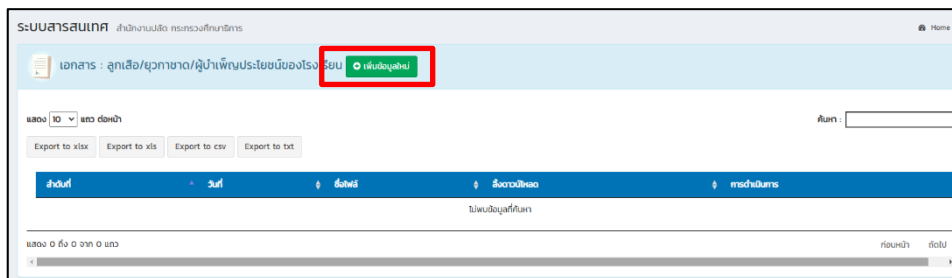 ระบบสารสนเทศ สำนักงานปลัด กระทรวงศึกษาธิการ Home
เอกสาร : ลูกเสือ/ยุวกาชาด/ผู้บำเพ็ญประโยชน์ของโรงเรียน เพิ่มข้อมูลใหม่
แสดง 10 แถว ต่อหน้า ค้นหา :
Export to xlsx Export to xls Export to csv Export to txt
ลำดับที่ วันที่ ชื่อไฟล์ ลิ้งดาวน์โหลด การดำเนินการ
ไม่พบข้อมูลที่ค้นหา
แสดง 0 ถึง 0 จาก 0 แถว ก่อนหน้า ถัดไป